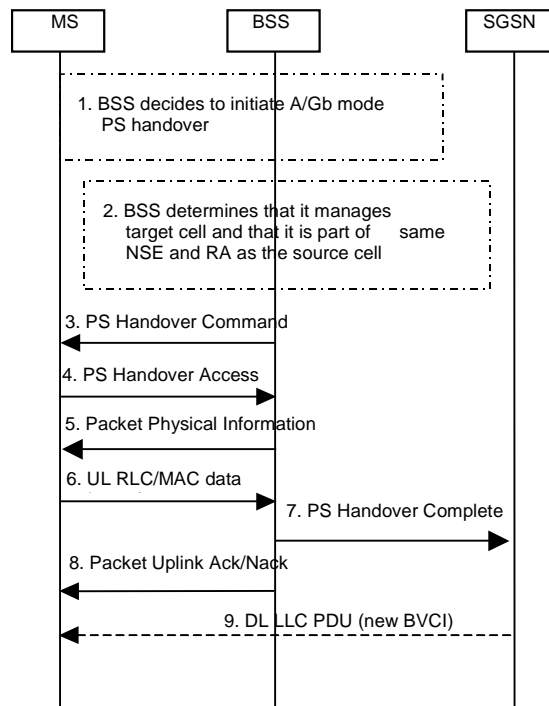 MS
BSS
SGSN
1. BSS decides to initiate A/Gb mode
PS handover
2. BSS determines that it manages
target cell and that it is part of same
NSE and RA as the source cell
3. PS Handover Command
4. PS Handover Access
5. Packet Physical Information
6. UL RLC/MAC data
7. PS Handover Complete
8. Packet Uplink Ack/Nack
9. DL LLC PDU (new BVCI)